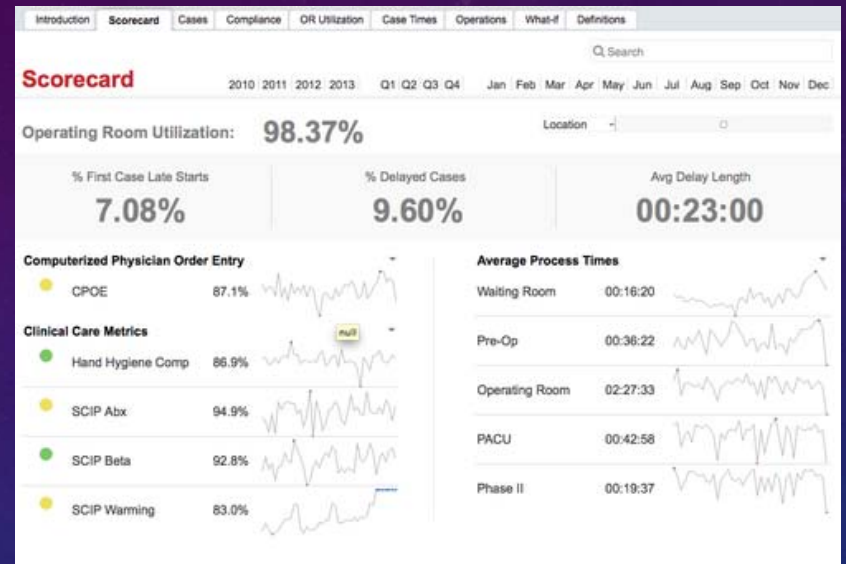 Introduction Scorecard Cases Compliance OR Utilization Case Times Operations What-if Definitions
Search
Scorecard 2010 2011 2012 2013 Q1 Q2 Q3 Q4 Jan Feb Mar Apr May Jun Jul Aug Sep Oct Nov Dec
Operating Room Utilization: 98.37% Location
% First Case Late Starts % Delayed Cases Avg Delay Length
7.08% 9.60% 00:23:00
Computerized Physician Order Entry
CPOE 87.1%
Clinical Care Metrics
null
Hand Hygiene Comp 86.9%
SCIP Abx 94.9%
SCIP Beta 92.8%
SCIP Warming 83.0%
Average Process Times
Waiting Room 00:16:20
Pre-Op 00:36:22
Operating Room 02:27:33
PACU 00:42:58
Phase II 00:19:37